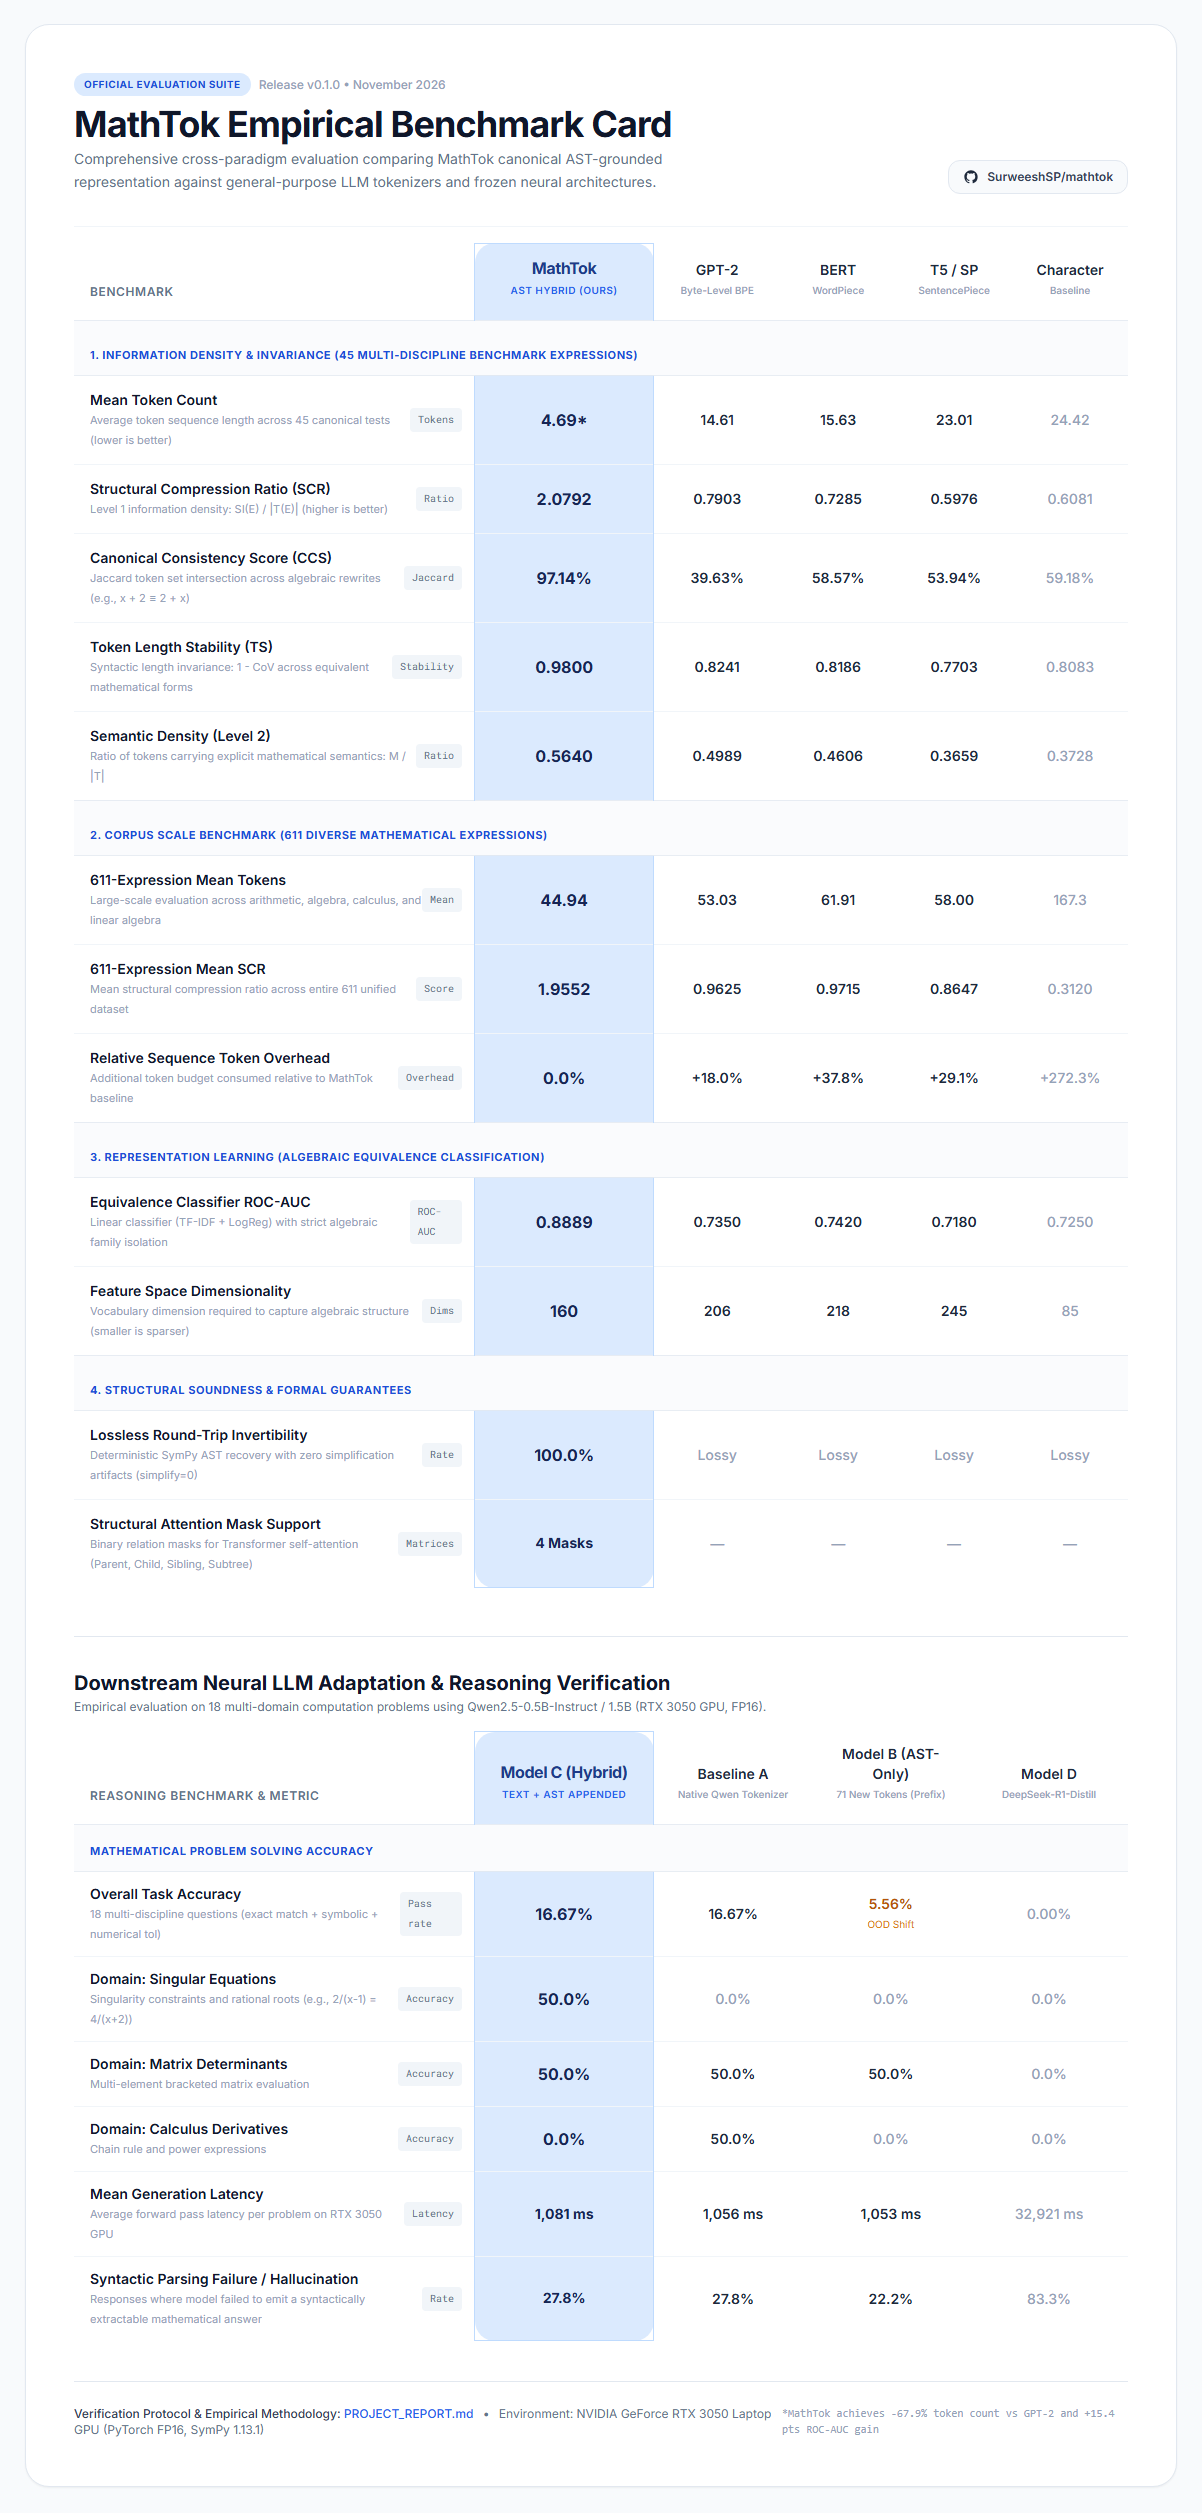 OFFICIAL EVALUATION SUITE Release v0.1.0 • November 2026
MathTok Empirical Benchmark Card
Comprehensive cross-paradigm evaluation comparing MathTok canonical AST-grounded
representation against general-purpose LLM tokenizers and frozen neural architectures.
SurweeshSP/mathtok
BENCHMARK
MathTok
AST HYBRID (OURS)
GPT-2
Byte-Level BPE
BERT
WordPiece
T5 / SP
SentencePiece
Character
Baseline
1. INFORMATION DENSITY & INVARIANCE (45 MULTI-DISCIPLINE BENCHMARK EXPRESSIONS)
Mean Token Count
Average token sequence length across 45 canonical tests
(lower is better)
Tokens
4.69* 14.61 15.63 23.01 24.42
Structural Compression Ratio (SCR)
Level 1 information density: SI(E) / |T(E)| (higher is better)
Ratio
2.0792 0.7903 0.7285 0.5976 0.6081
Canonical Consistency Score (CCS)
Jaccard token set intersection across algebraic rewrites
(e.g., x + 2 ≡ 2 + x)
Jaccard
97.14% 39.63% 58.57% 53.94% 59.18%
Token Length Stability (TS)
Syntactic length invariance: 1 - CoV across equivalent
mathematical forms
Stability
0.9800 0.8241 0.8186 0.7703 0.8083
Semantic Density (Level 2)
Ratio of tokens carrying explicit mathematical semantics: M /
|T|
Ratio
0.5640 0.4989 0.4606 0.3659 0.3728
2. CORPUS SCALE BENCHMARK (611 DIVERSE MATHEMATICAL EXPRESSIONS)
611-Expression Mean Tokens
Large-scale evaluation across arithmetic, algebra, calculus, and
linear algebra
Mean
44.94 53.03 61.91 58.00 167.3
611-Expression Mean SCR
Mean structural compression ratio across entire 611 unified
dataset
Score
1.9552 0.9625 0.9715 0.8647 0.3120
Relative Sequence Token Overhead
Additional token budget consumed relative to MathTok
baseline
Overhead
0.0% +18.0% +37.8% +29.1% +272.3%
3. REPRESENTATION LEARNING (ALGEBRAIC EQUIVALENCE CLASSIFICATION)
Equivalence Classifier ROC-AUC
Linear classifier (TF-IDF + LogReg) with strict algebraic
family isolation
ROC-
AUC
0.8889 0.7350 0.7420 0.7180 0.7250
Feature Space Dimensionality
Vocabulary dimension required to capture algebraic structure
(smaller is sparser)
Dims
160 206 218 245 85
4. STRUCTURAL SOUNDNESS & FORMAL GUARANTEES
Lossless Round-Trip Invertibility
Deterministic SymPy AST recovery with zero simplification
artifacts (simplify=0)
Rate
100.0% Lossy Lossy Lossy Lossy
Structural Attention Mask Support
Binary relation masks for Transformer self-attention
(Parent, Child, Sibling, Subtree)
Matrices
4 Masks — — — —
Downstream Neural LLM Adaptation & Reasoning Verification
Empirical evaluation on 18 multi-domain computation problems using Qwen2.5-0.5B-Instruct / 1.5B (RTX 3050 GPU, FP16).
REASONING BENCHMARK & METRIC
Model C (Hybrid)
TEXT + AST APPENDED
Baseline A
Native Qwen Tokenizer
Model B (AST-
Only)
71 New Tokens (Prefix)
Model D
DeepSeek-R1-Distill
MATHEMATICAL PROBLEM SOLVING ACCURACY
Overall Task Accuracy
18 multi-discipline questions (exact match + symbolic +
numerical tol)
Pass
rate
16.67% 16.67% 5.56% 0.00%
OOD Shift
Domain: Singular Equations
Singularity constraints and rational roots (e.g., 2/(x-1) =
4/(x+2))
Accuracy
50.0% 0.0% 0.0% 0.0%
Domain: Matrix Determinants
Multi-element bracketed matrix evaluation
Accuracy
50.0% 50.0% 50.0% 0.0%
Domain: Calculus Derivatives
Chain rule and power expressions
Accuracy
0.0% 50.0% 0.0% 0.0%
Mean Generation Latency
Average forward pass latency per problem on RTX 3050
GPU
Latency
1,081 ms 1,056 ms 1,053 ms 32,921 ms
Syntactic Parsing Failure / Hallucination
Responses where model failed to emit a syntactically
extractable mathematical answer
Rate
27.8% 27.8% 22.2% 83.3%
Verification Protocol & Empirical Methodology: PROJECT_REPORT.md • Environment: NVIDIA GeForce RTX 3050 Laptop
GPU (PyTorch FP16, SymPy 1.13.1)
*MathTok achieves -67.9% token count vs GPT-2 and +15.4
pts ROC-AUC gain